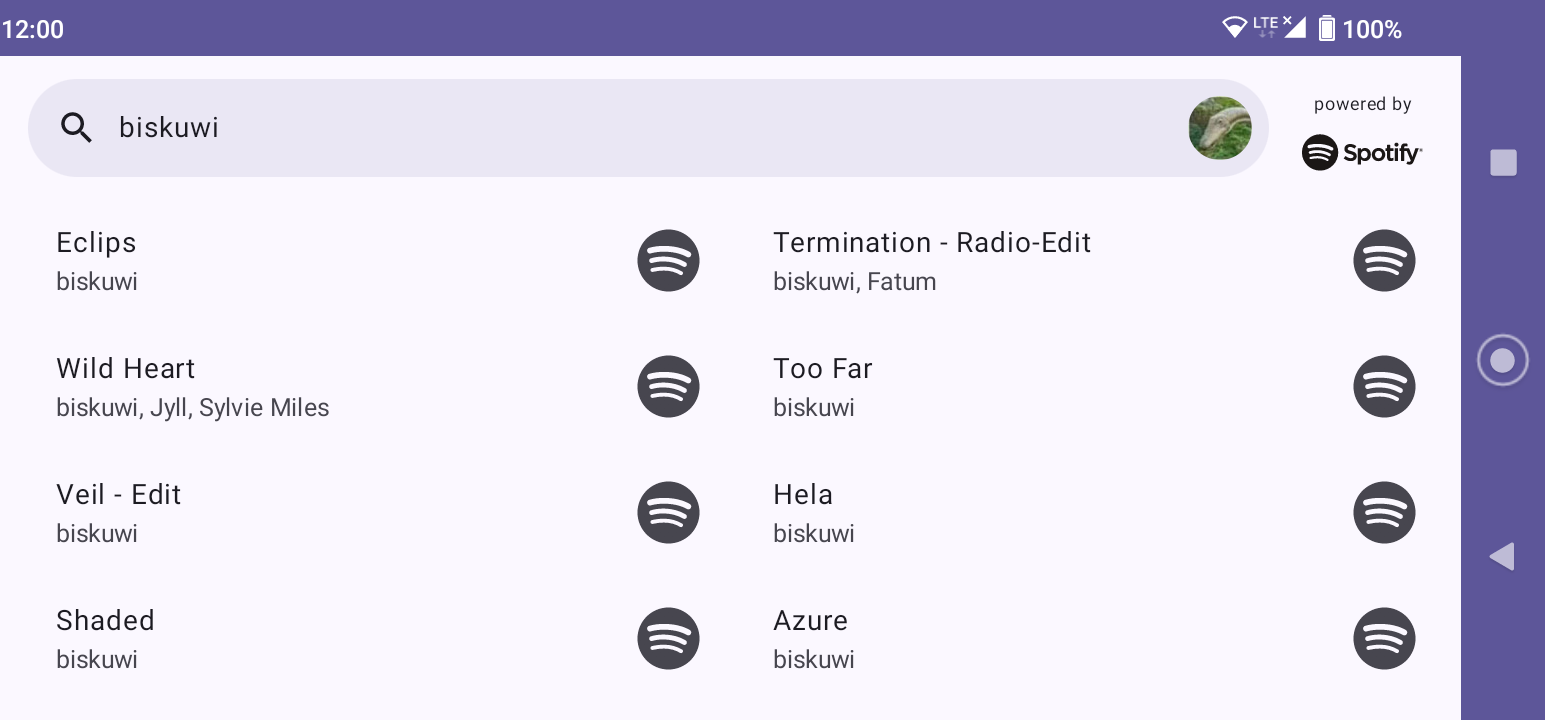 12:00
LTE
100%
biskuwi
powered by
Spotify
Eclips
biskuwi
Termination - Radio-Edit
biskuwi, Fatum
Wild Heart
biskuwi, Jyll, Sylvie Miles
Too Far
biskuwi
Veil - Edit
biskuwi
Hela
biskuwi
Shaded
biskuwi
Azure
biskuwi